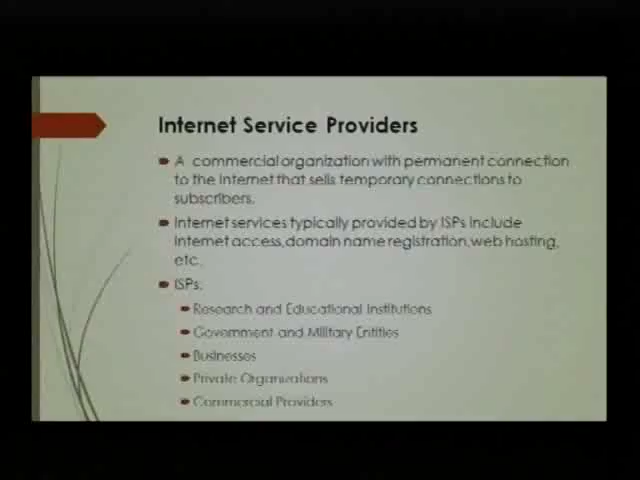 Internet Service Providers
A commercial organization with permanent connection
to the Internet that sells temporary connections to
subscribers.
Internet services typically provided by ISPs include
Internet access, domain name registration, web hosting,
etc.
ISPs:
Research and Educational Institutions
Government and Military Entities
Businesses
Private Organizations
Commercial Providers